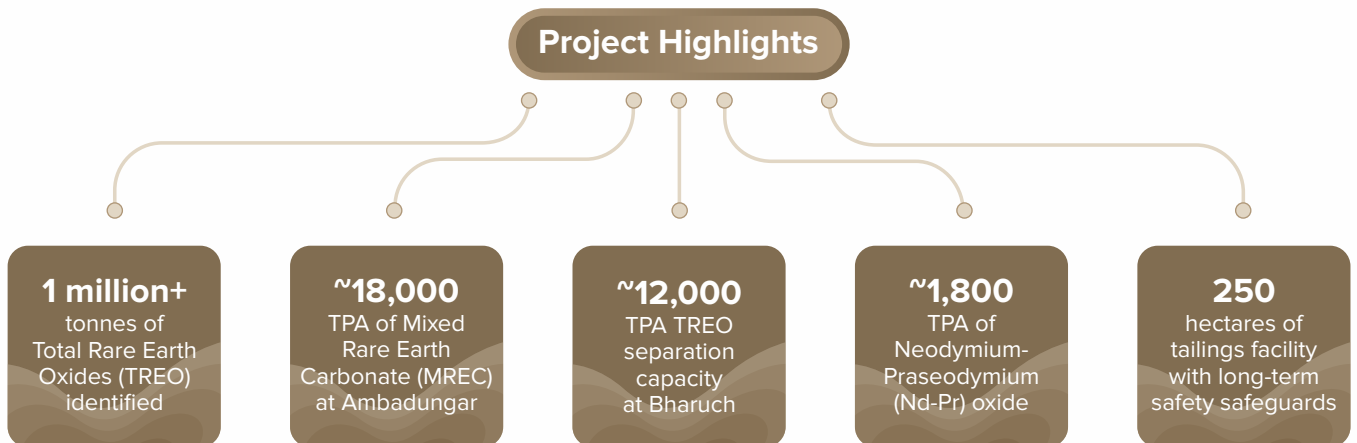 Project Highlights
1 million+
tonnes of
Total Rare Earth
Oxides (TREO)
identified
~18,000
TPA of Mixed
Rare Earth
Carbonate (MREC)
at Ambadungar
~12,000
TPA TREO
separation
capacity
at Bharuch
~1,800
TPA of
Neodymium-
Praseodymium
(Nd-Pr) oxide
250
hectares of
tailings facility
with long-term
safety safeguards